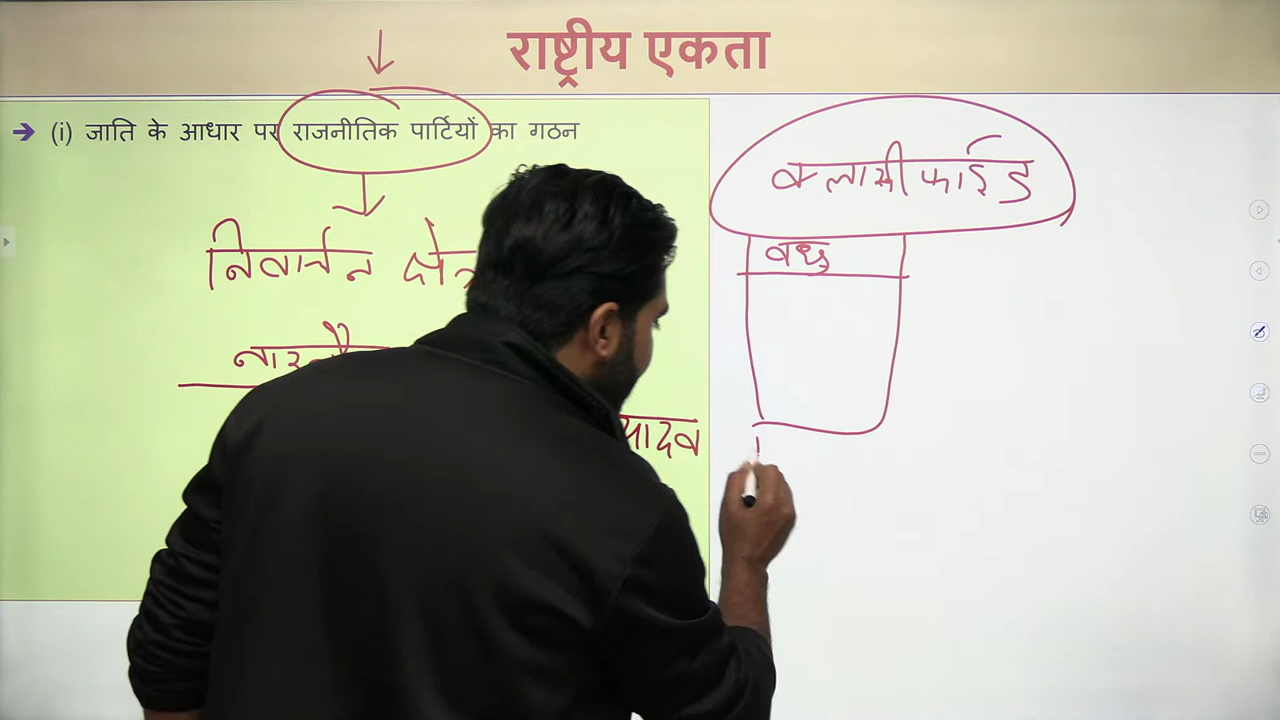 राष्ट्रीय एकता
➔ (i) जाति के आधार पर राजनीतिक पार्टियों का गठन
निर्वाचन क्षेत्र
यादव
क्लासीफाईड
वधु